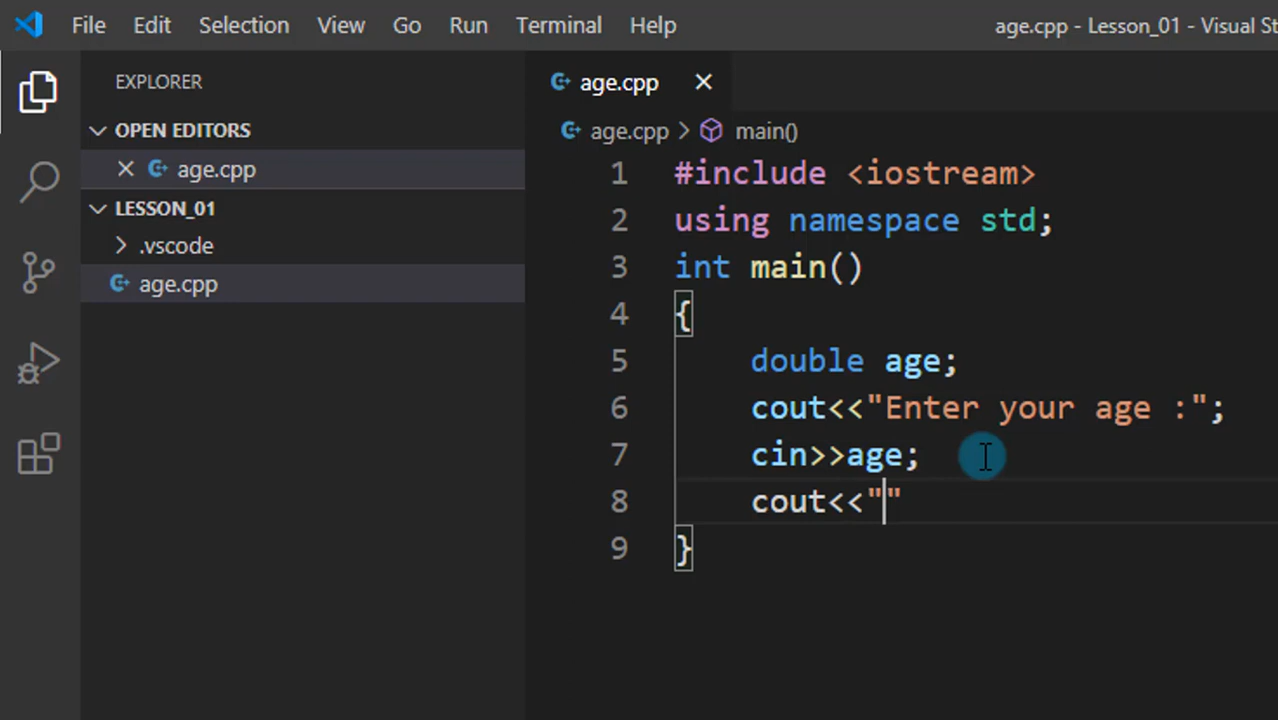 File Edit Selection View Go Run Terminal Help age.cpp - Lesson_01 - Visual St
EXPLORER
OPEN EDITORS
age.cpp
LESSON_01
.vscode
age.cpp
age.cpp
age.cpp > main()
1 #include <iostream>
2 using namespace std;
3 int main()
4 {
5 double age;
6 cout<<"Enter your age :";
7 cin>>age;
8 cout<<""
9 }